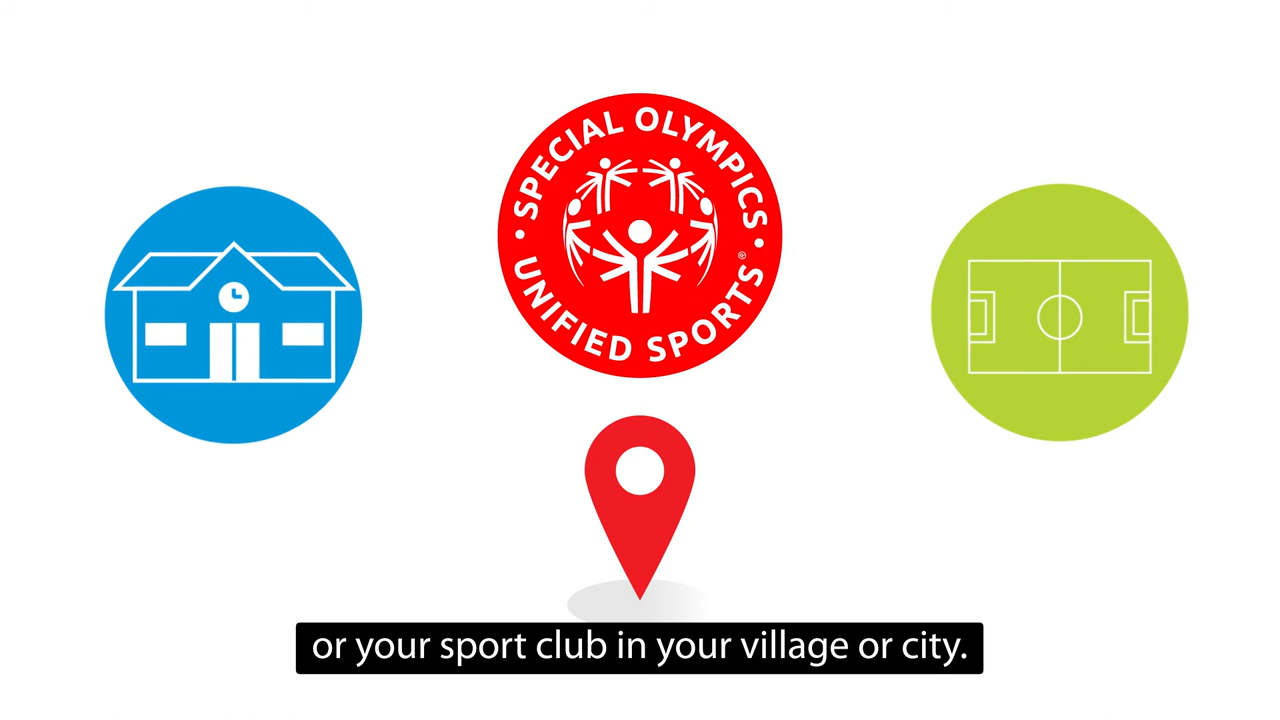 SPECIAL OLYMPICS
UNIFIED SPORTS®
or your sport club in your village or city.